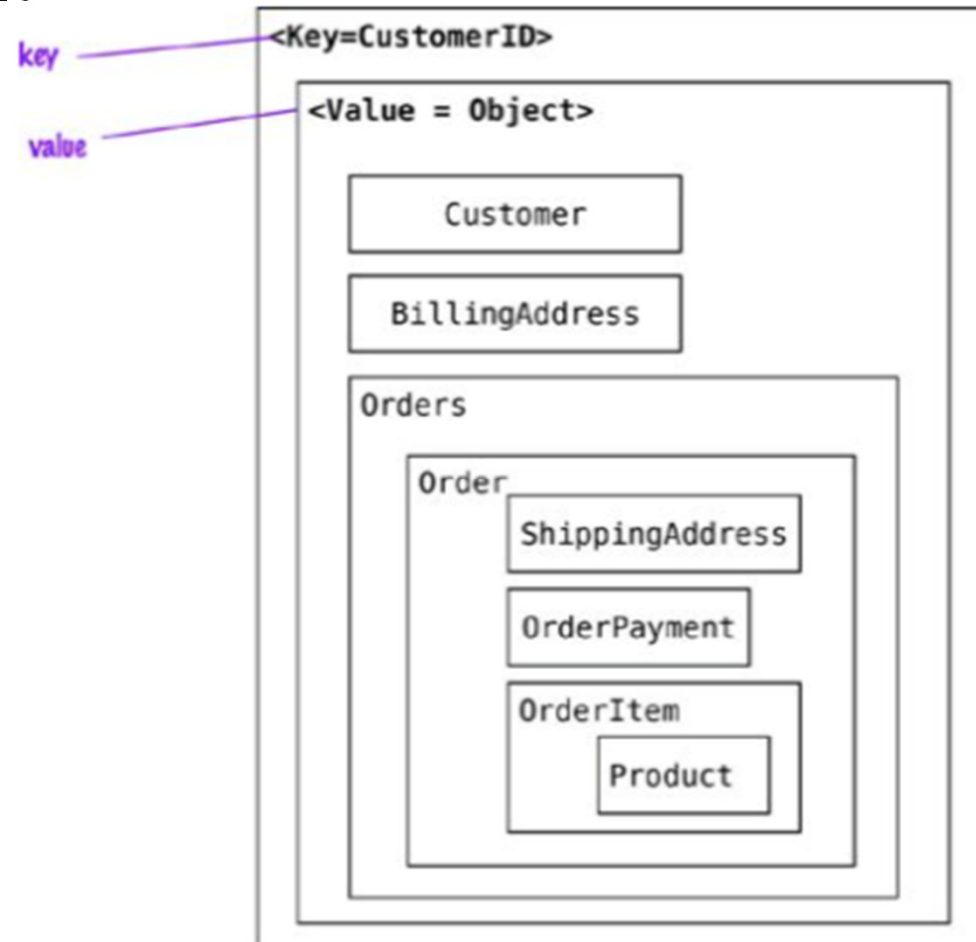 key
<Key=CustomerID>
value
<Value = Object>
Customer
BillingAddress
Orders
Order
ShippingAddress
OrderPayment
OrderItem
Product